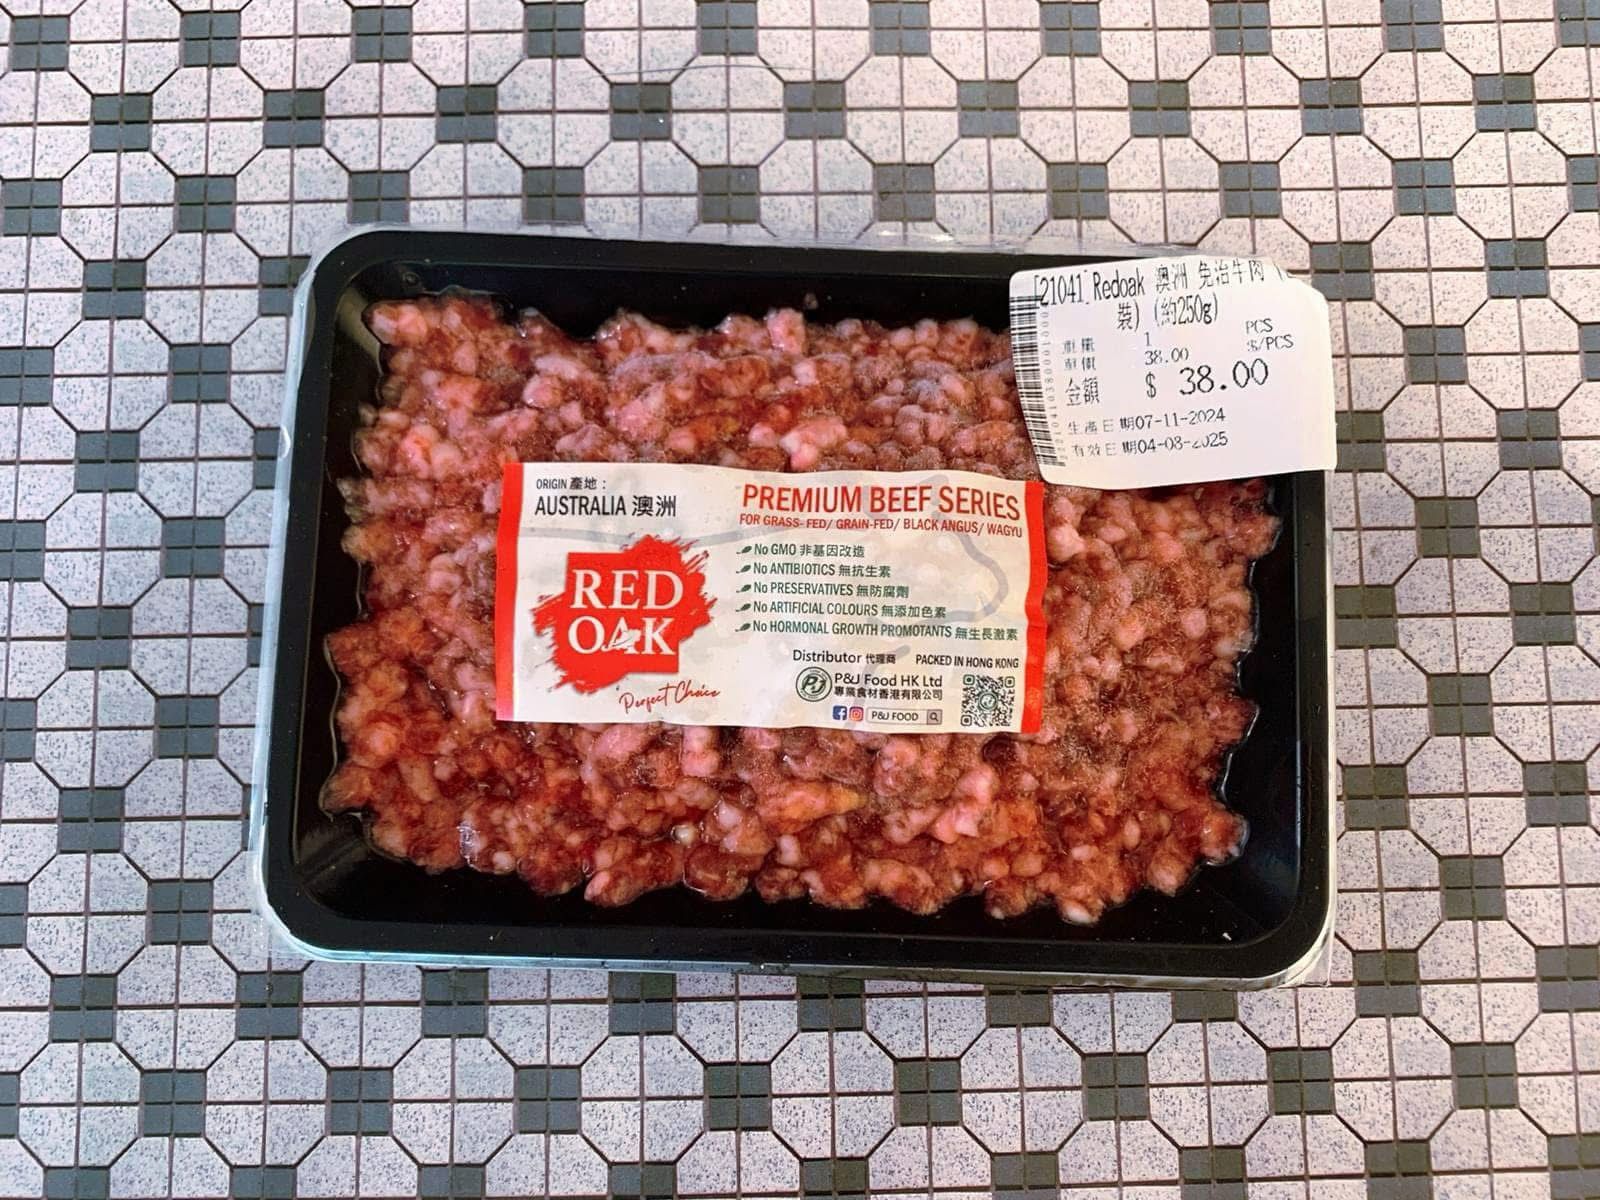 [21041] Redoak 澳洲 免治牛肉 (
裝) (約250g)
PCS
1
$/PCS
38.00
金額 $ 38.00
生產日期07-11-2024
有效日期04-08-2025
ORIGIN 產地：
AUSTRALIA 澳洲
PREMIUM BEEF SERIES
FOR GRASS- FED/ GRAIN-FED/ BLACK ANGUS/ WAGYU
No GMO 非基因改造
No ANTIBIOTICS 無抗生素
No PRESERVATIVES 無防腐劑
No ARTIFICIAL COLOURS 無添加色素
No HORMONAL GROWTH PROMOTANTS 無生長激素
RED
OAK
Perfect Choice
Distributor 代理商
PACKED IN HONG KONG
PJ
P&J Food HK Ltd
專業食材香港有限公司
P&J FOOD